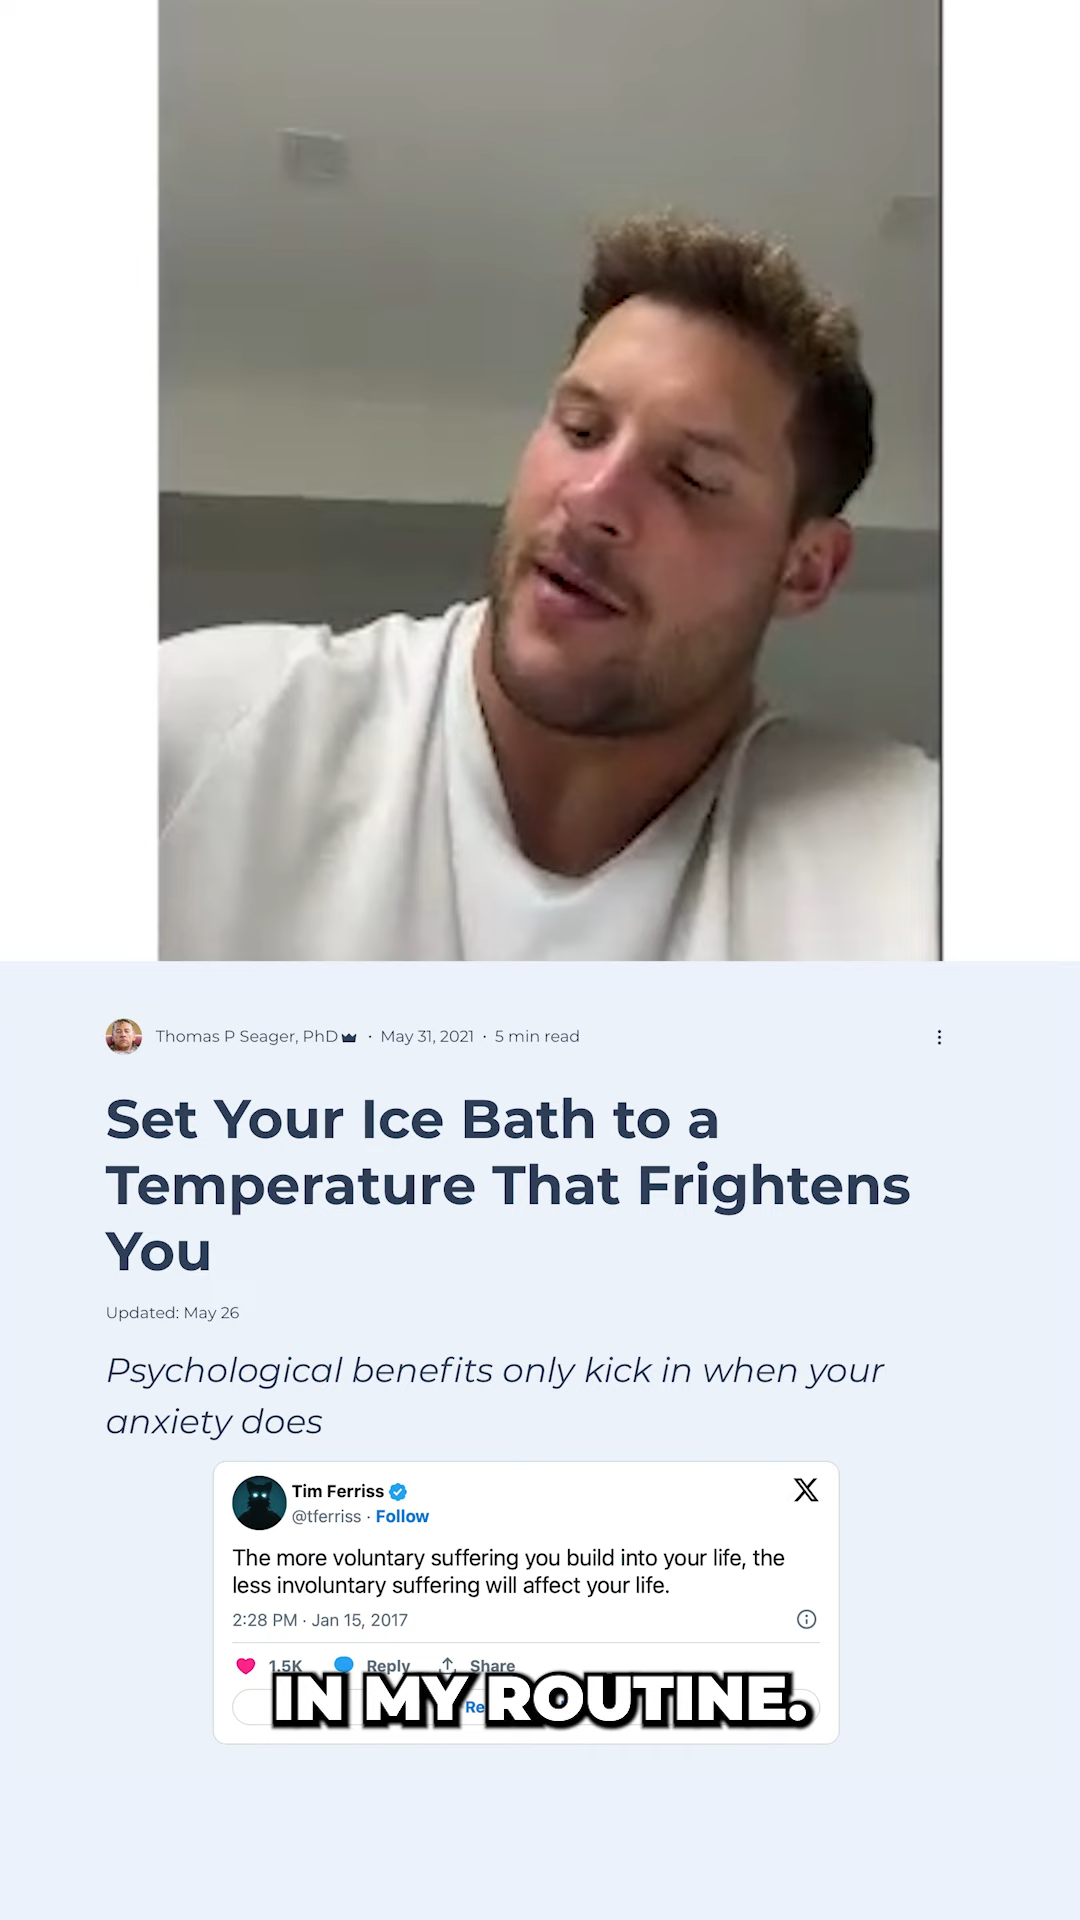 Thomas P Seager, PhD · May 31, 2021 · 5 min read
Set Your Ice Bath to a
Temperature That Frightens
You
Updated: May 26
Psychological benefits only kick in when your
anxiety does
Tim Ferriss
@tferriss · Follow
The more voluntary suffering you build into your life, the
less involuntary suffering will affect your life.
2:28 PM · Jan 15, 2017
1.5K Reply Share
IN MY ROUTINE.